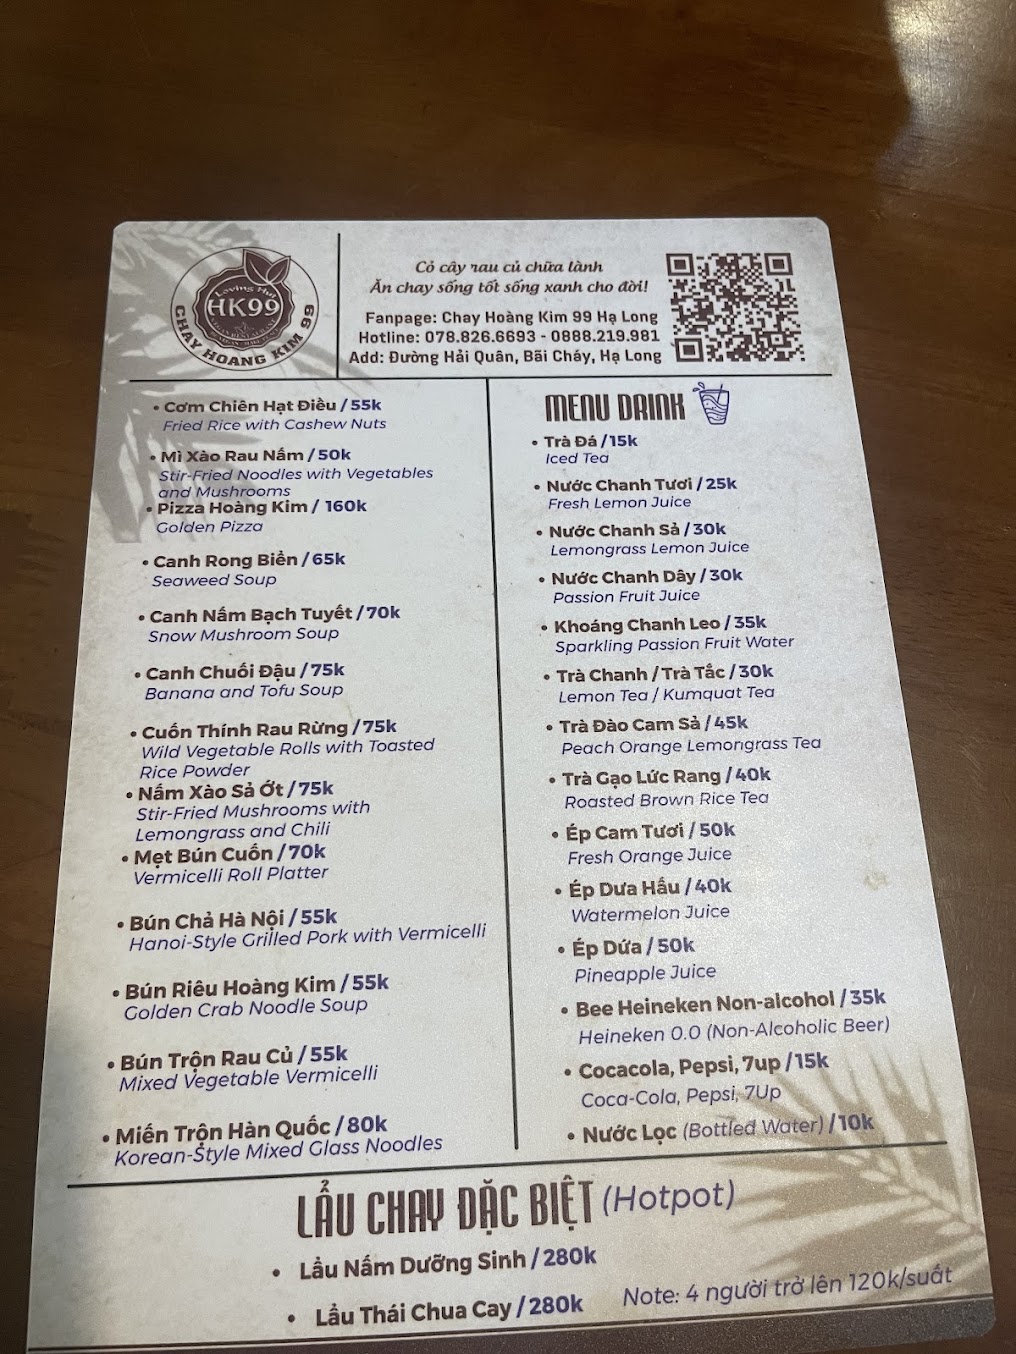 Loving Hut
HK99
CHAY HOANG KIM 99
Cỏ cây rau củ chữa lành
Ăn chay sống tốt sống xanh cho đời!
Fanpage: Chay Hoàng Kim 99 Hạ Long
Hotline: 078.826.6693 - 0888.219.981
Add: Đường Hải Quân, Bãi Cháy, Hạ Long
• Cơm Chiên Hạt Điều / 55k
Fried Rice with Cashew Nuts
• Mì Xào Rau Nấm / 50k
Stir-Fried Noodles with Vegetables
and Mushrooms
• Pizza Hoàng Kim / 160k
Golden Pizza
• Canh Rong Biển / 65k
Seaweed Soup
• Canh Nấm Bạch Tuyết / 70k
Snow Mushroom Soup
• Canh Chuối Đậu / 75k
Banana and Tofu Soup
• Cuốn Thính Rau Rừng / 75k
Wild Vegetable Rolls with Toasted
Rice Powder
• Nấm Xào Sả Ớt / 75k
Stir-Fried Mushrooms with
Lemongrass and Chili
• Mẹt Bún Cuốn / 70k
Vermicelli Roll Platter
• Bún Chả Hà Nội / 55k
Hanoi-Style Grilled Pork with Vermicelli
• Bún Riêu Hoàng Kim / 55k
Golden Crab Noodle Soup
• Bún Trộn Rau Củ / 55k
Mixed Vegetable Vermicelli
• Miến Trộn Hàn Quốc / 80k
Korean-Style Mixed Glass Noodles
MENU DRINK
• Trà Đá / 15k
Iced Tea
• Nước Chanh Tươi / 25k
Fresh Lemon Juice
• Nước Chanh Sả / 30k
Lemongrass Lemon Juice
• Nước Chanh Dây / 30k
Passion Fruit Juice
• Khoáng Chanh Leo / 35k
Sparkling Passion Fruit Water
• Trà Chanh / Trà Tắc / 30k
Lemon Tea / Kumquat Tea
• Trà Đào Cam Sả / 45k
Peach Orange Lemongrass Tea
• Trà Gạo Lức Rang / 40k
Roasted Brown Rice Tea
• Ép Cam Tươi / 50k
Fresh Orange Juice
• Ép Dưa Hấu / 40k
Watermelon Juice
• Ép Dứa / 50k
Pineapple Juice
• Bee Heineken Non-alcohol / 35k
Heineken 0.0 (Non-Alcoholic Beer)
• Cocacola, Pepsi, 7up / 15k
Coca-Cola, Pepsi, 7Up
• Nước Lọc (Bottled Water) / 10k
LẨU CHAY ĐẶC BIỆT (Hotpot)
• Lẩu Nấm Dưỡng Sinh / 280k
• Lẩu Thái Chua Cay / 280k
Note: 4 người trở lên 120k/suất